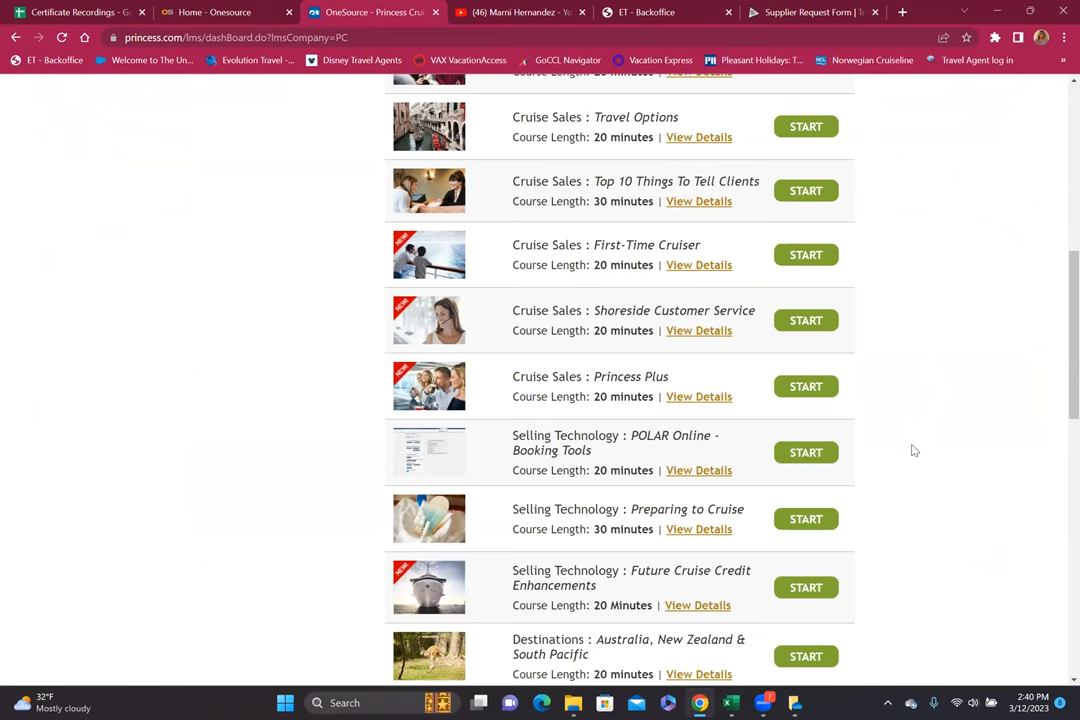 Certificate Recordings - Go
Home - Onesource
OneSource - Princess Crui
(46) Marni Hernandez - Yo
ET - Backoffice
Supplier Request Form | T
princess.com/lms/dashBoard.do?lmsCompany=PC
ET - Backoffice
Welcome to The Un...
Evolution Travel -...
Disney Travel Agents
VAX VacationAccess
GoCCL Navigator
Vacation Express
Pleasant Holidays: T...
Norwegian Cruiseline
Travel Agent log in
»
Cruise Sales : Travel Options
Course Length: 20 minutes | View Details
START
Cruise Sales : Top 10 Things To Tell Clients
Course Length: 30 minutes | View Details
START
NEW!
Cruise Sales : First-Time Cruiser
Course Length: 20 minutes | View Details
START
NEW!
Cruise Sales : Shoreside Customer Service
Course Length: 20 minutes | View Details
START
NEW!
Cruise Sales : Princess Plus
Course Length: 20 minutes | View Details
START
Selling Technology : POLAR Online -
Booking Tools
Course Length: 20 minutes | View Details
START
Selling Technology : Preparing to Cruise
Course Length: 30 minutes | View Details
START
NEW!
Selling Technology : Future Cruise Credit
Enhancements
Course Length: 20 Minutes | View Details
START
Destinations : Australia, New Zealand &
South Pacific
Course Length: 20 minutes | View Details
START
32°F
Mostly cloudy
Search
2:40 PM
3/12/2023